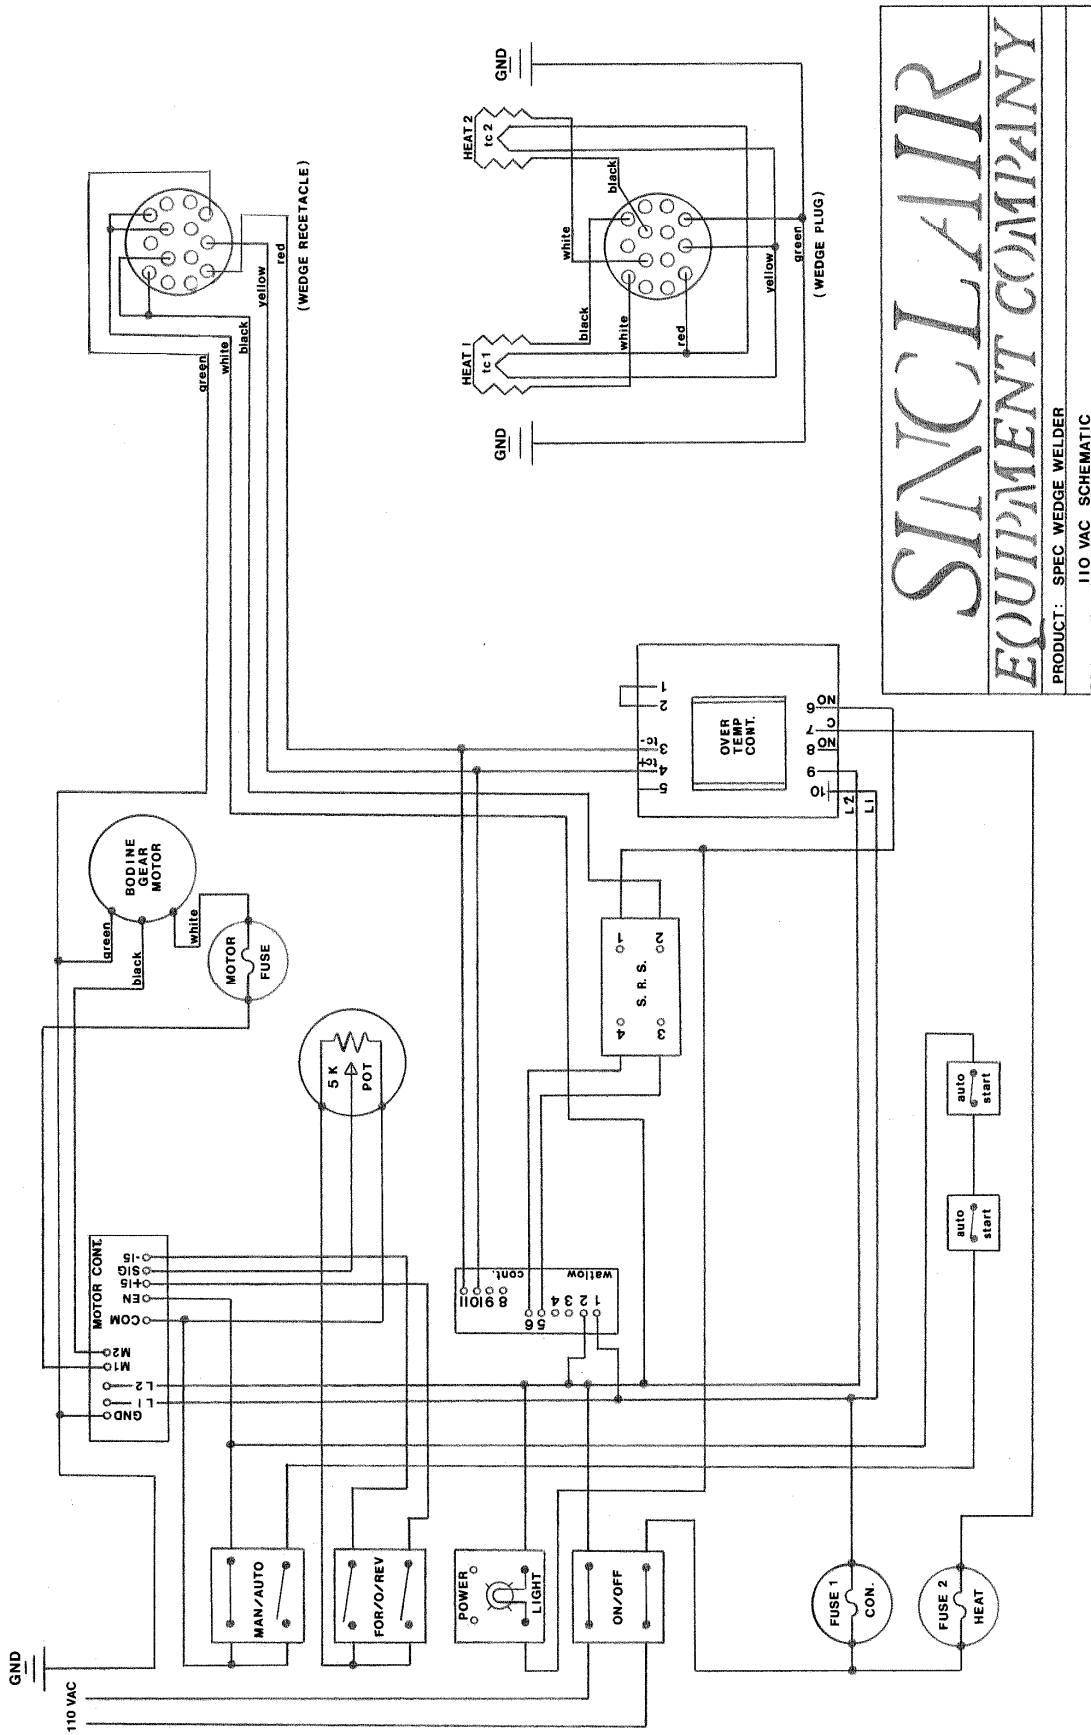 GND
110 VAC
MAN/AUTO
FOR/O/REV
POWER
LIGHT
ON/OFF
FUSE 1
CON.
FUSE 2
HEAT
MOTOR CONT.
GND
L1
L2
M1
M2
COM
EN
+15
SIG
-15
green
black
white
BODINE
GEAR
MOTOR
MOTOR
FUSE
5 K
POT
watlow
cont.
1
2
3
4
5
6
8
9
10
11
S. R. S.
1
2
3
4
auto
start
auto
start
OVER
TEMP
CONT.
1
2
3 tc-
4 tc+
5
6 NO
7 C
8 NO
9
10
L2
L1
green
white
black
yellow
red
(WEDGE RECETACLE)
GND
HEAT 1
tc 1
black
white
red
HEAT 2
tc 2
black
white
GND
yellow
green
(WEDGE PLUG)
SINCLAIR
EQUIPMENT COMPANY
PRODUCT: SPEC WEDGE WELDER
110 VAC SCHEMATIC